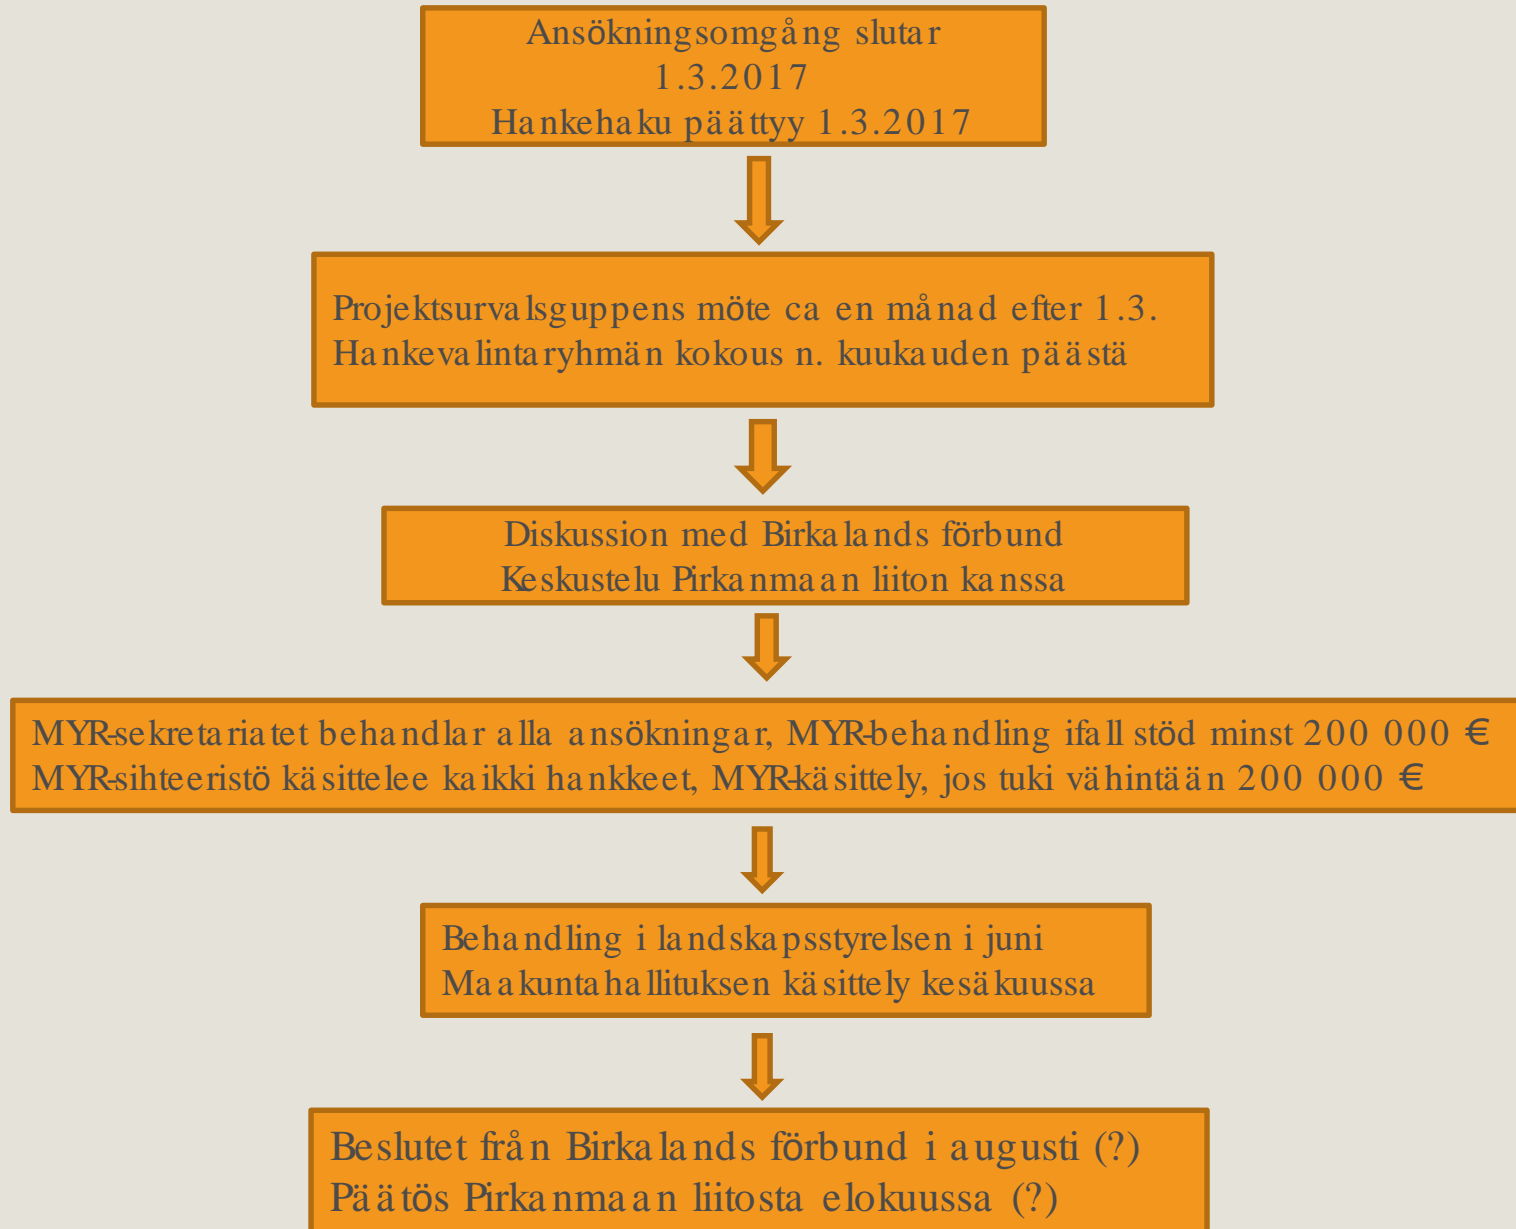 Ansökningsomgång slutar
1.3.2017
Hankehaku päättyy 1.3.2017
Projektsurvalsguppens möte ca en månad efter 1.3.
Hankevalintaryhmän kokous n. kuukauden päästä
Diskussion med Birkalands förbund
Keskustelu Pirkanmaan liiton kanssa
MYR-sekretariatet behandlar alla ansökningar, MYR-behandling ifall stöd minst 200 000 €
MYR-sihteeristö käsittelee kaikki hankkeet, MYR-käsittely, jos tuki vähintään 200 000 €
Behandling i landskapsstyrelsen i juni
Maakuntahallituksen käsittely kesäkuussa
Beslutet från Birkalands förbund i augusti (?)
Päätös Pirkanmaan liitosta elokuussa (?)